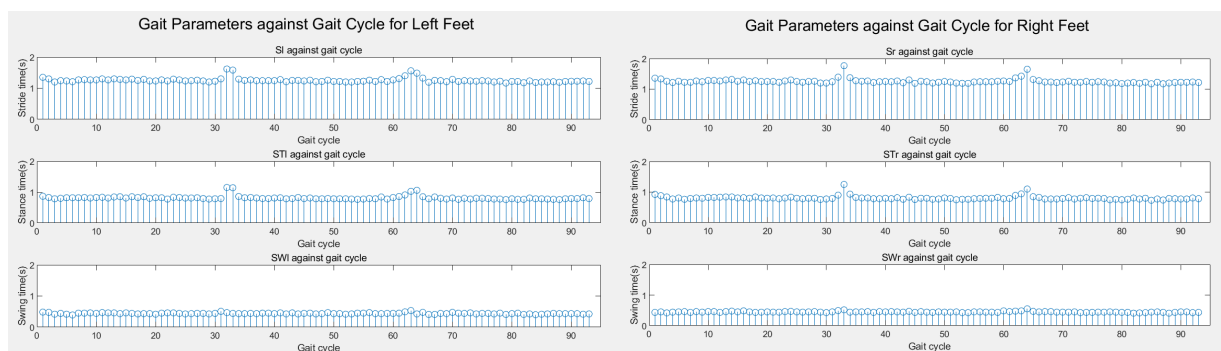 Gait Parameters against Gait Cycle for Left Feet
Sl against gait cycle
Stride time(s)
2
1
0
0 10 20 30 40 50 60 70 80 90
Gait cycle
STl against gait cycle
Stance time(s)
2
1
0
0 10 20 30 40 50 60 70 80 90
Gait cycle
SWl against gait cycle
Swing time(s)
2
1
0
0 10 20 30 40 50 60 70 80 90
Gait cycle
Gait Parameters against Gait Cycle for Right Feet
Sr against gait cycle
Stride time(s)
2
1
0
0 10 20 30 40 50 60 70 80 90
Gait cycle
STr against gait cycle
Stance time(s)
2
1
0
0 10 20 30 40 50 60 70 80 90
Gait cycle
SWr against gait cycle
Swing time(s)
2
1
0
0 10 20 30 40 50 60 70 80 90
Gait cycle